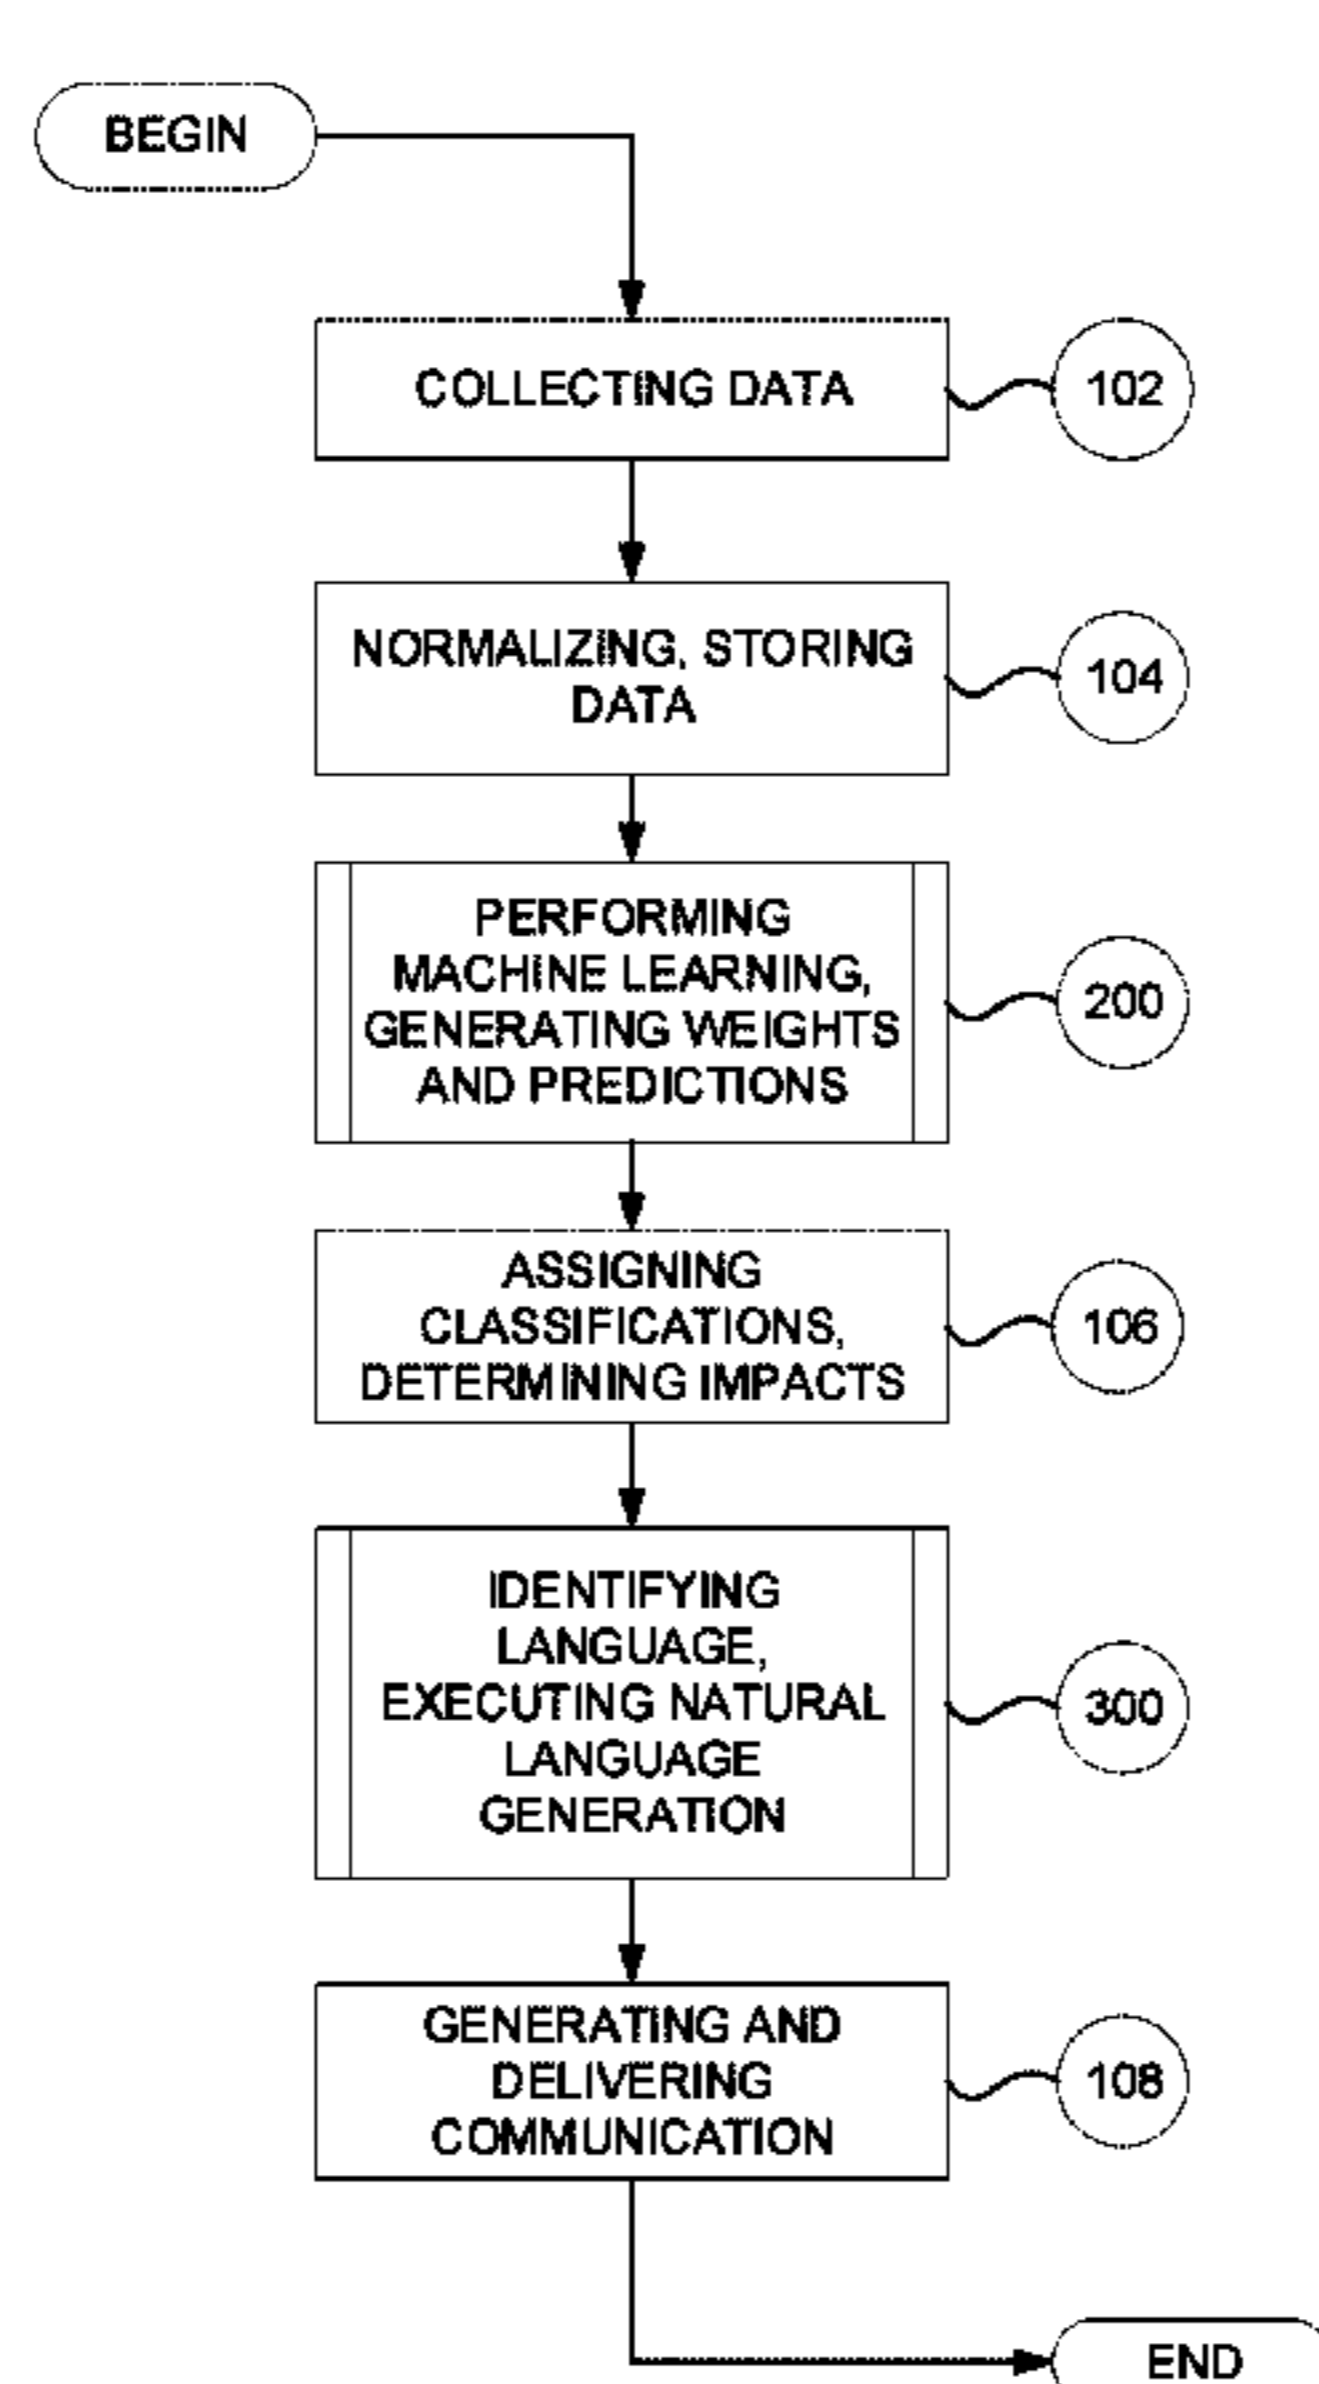 BEGIN
COLLECTING DATA
102
NORMALIZING, STORING
DATA
104
PERFORMING
MACHINE LEARNING,
GENERATING WEIGHTS
AND PREDICTIONS
200
ASSIGNING
CLASSIFICATIONS,
DETERMINING IMPACTS
106
IDENTIFYING
LANGUAGE,
EXECUTING NATURAL
LANGUAGE
GENERATION
300
GENERATING AND
DELIVERING
COMMUNICATION
108
END